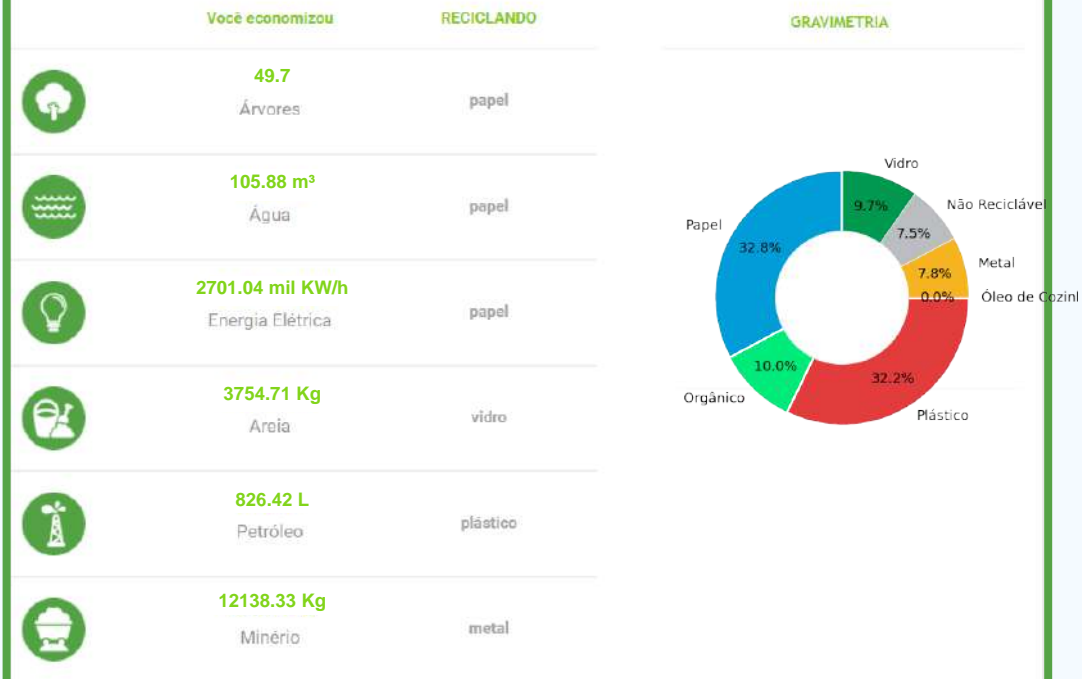 Você economizou
RECICLANDO
49.7
Árvores
papel
105.88 m³
Água
papel
2701.04 mil KW/h
Energia Elétrica
papel
3754.71 Kg
Areia
vidro
826.42 L
Petróleo
plástico
12138.33 Kg
Minério
metal
GRAVIMETRIA
Vidro
9.7%
Não Reciclável
7.5%
Metal
7.8%
Óleo de Cozinl
0.0%
Papel
32.8%
Orgânico
10.0%
Plástico
32.2%